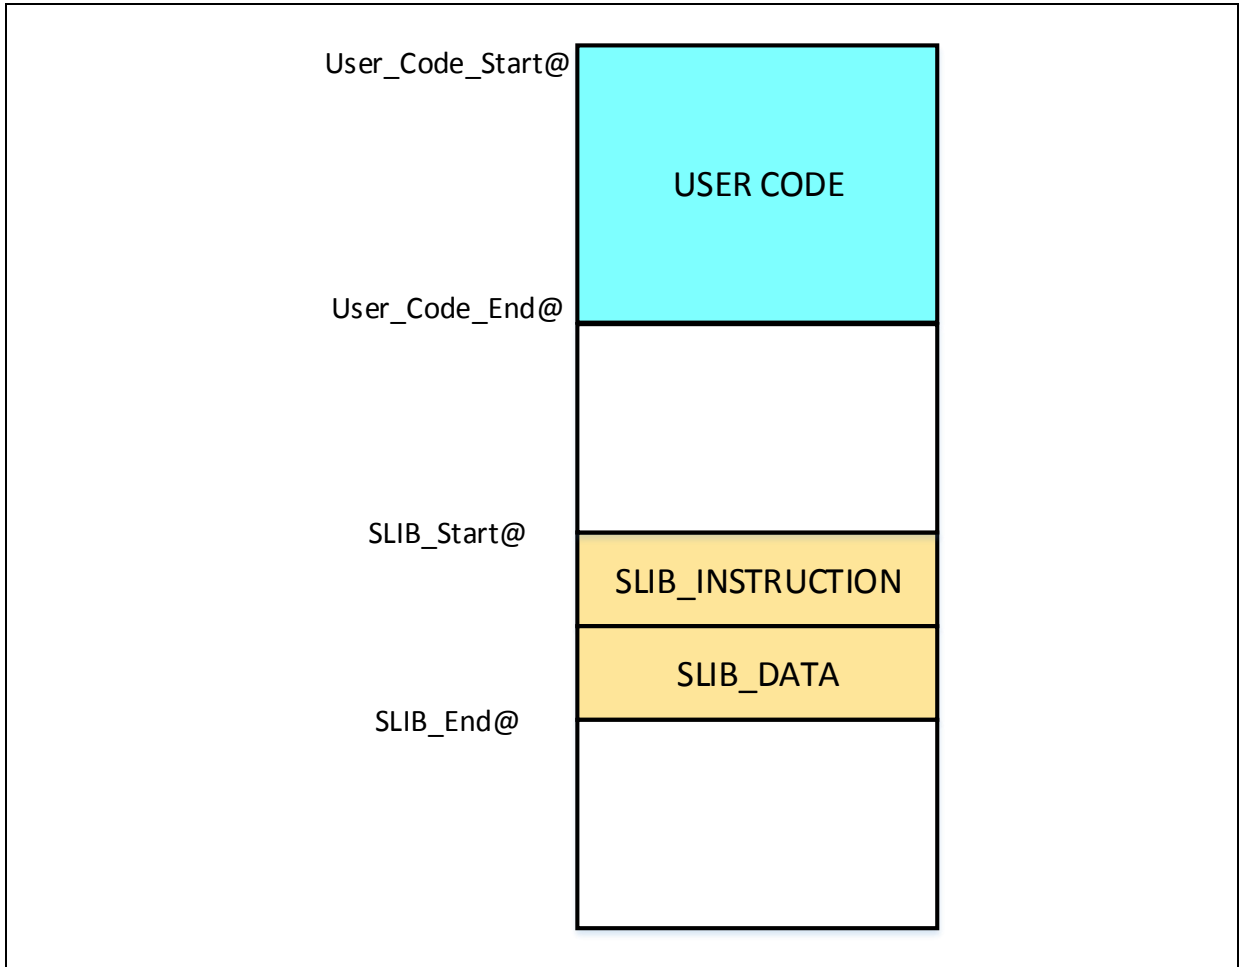 User_Code_Start@
USER CODE
User_Code_End@
SLIB_Start@
SLIB_INSTRUCTION
SLIB_DATA
SLIB_End@